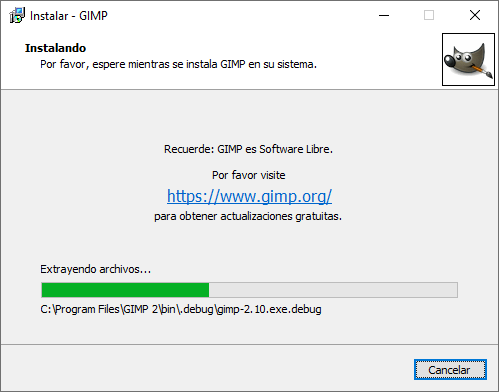 Instalar - GIMP
Instalando
Por favor, espere mientras se instala GIMP en su sistema.
Recuerde: GIMP es Software Libre.
Por favor visite
https://www.gimp.org/
para obtener actualizaciones gratuitas.
Extrayendo archivos...
C:\Program Files\GIMP 2\bin\.debug\gimp-2.10.exe.debug
Cancelar